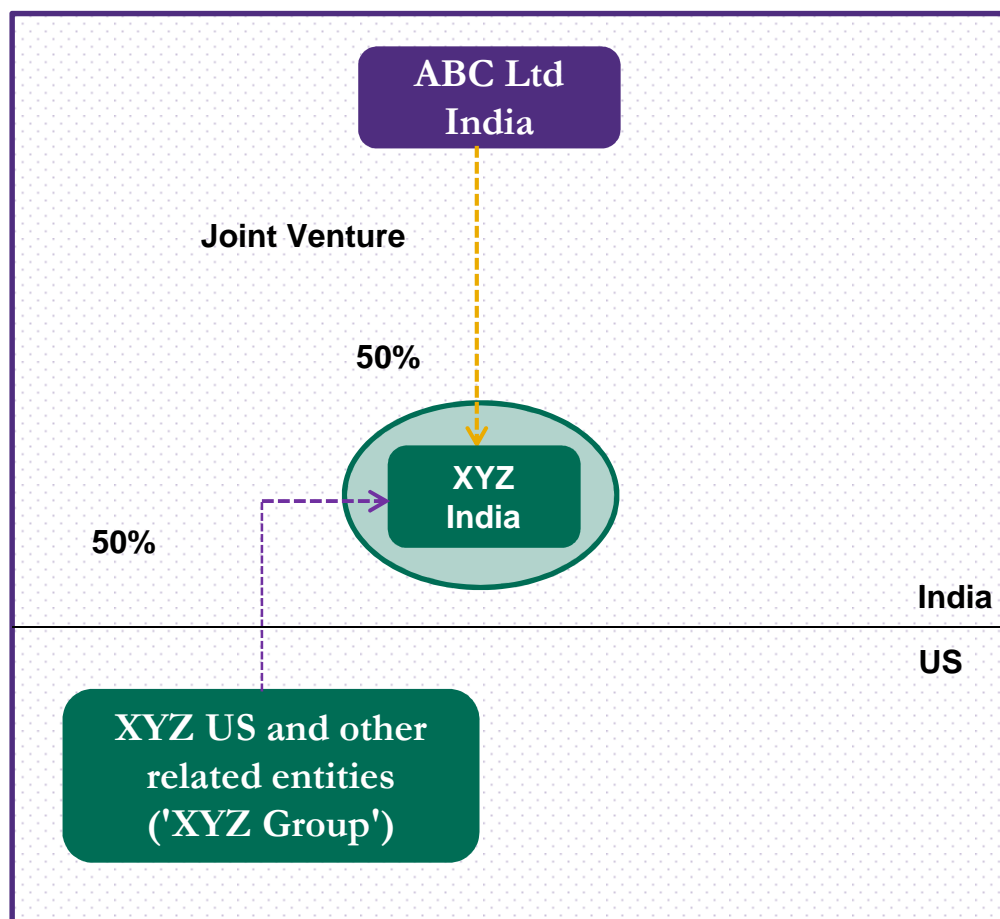 ABC Ltd
India
Joint Venture
50%
XYZ
India
50%
India
US
XYZ US and other
related entities
('XYZ Group')